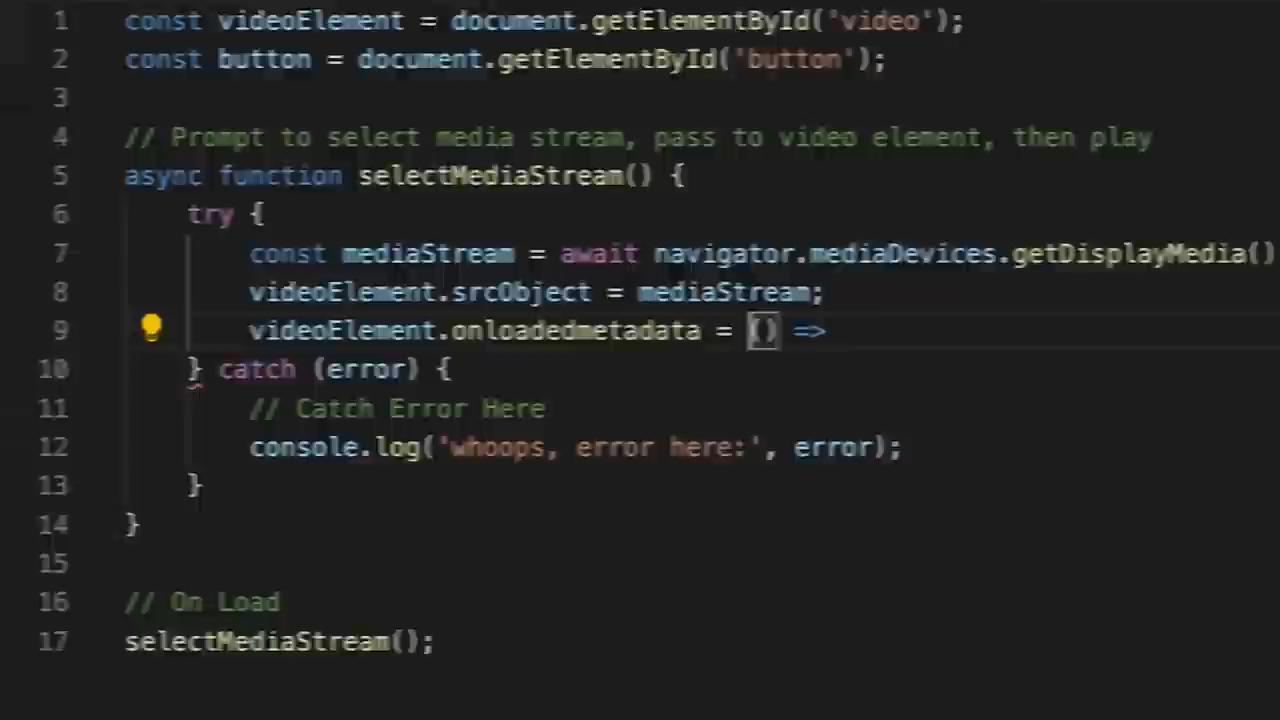 1 const videoElement = document.getElementById('video');
2 const button = document.getElementById('button');
3
4 // Prompt to select media stream, pass to video element, then play
5 async function selectMediaStream() {
6 try {
7 const mediaStream = await navigator.mediaDevices.getDisplayMedia()
8 videoElement.srcObject = mediaStream;
9 videoElement.onloadedmetadata = () =>
10 } catch (error) {
11 // Catch Error Here
12 console.log('whoops, error here:', error);
13 }
14 }
15
16 // On Load
17 selectMediaStream();